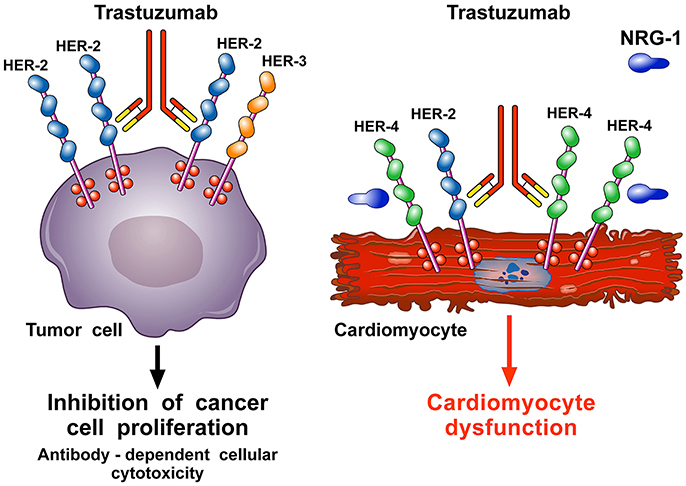 Trastuzumab
HER-2
HER-2
HER-2
HER-3
Tumor cell
Inhibition of cancer
cell proliferation
Antibody - dependent cellular
cytotoxicity
Trastuzumab
NRG-1
HER-4
HER-2
HER-4
HER-4
Cardiomyocyte
Cardiomyocyte
dysfunction